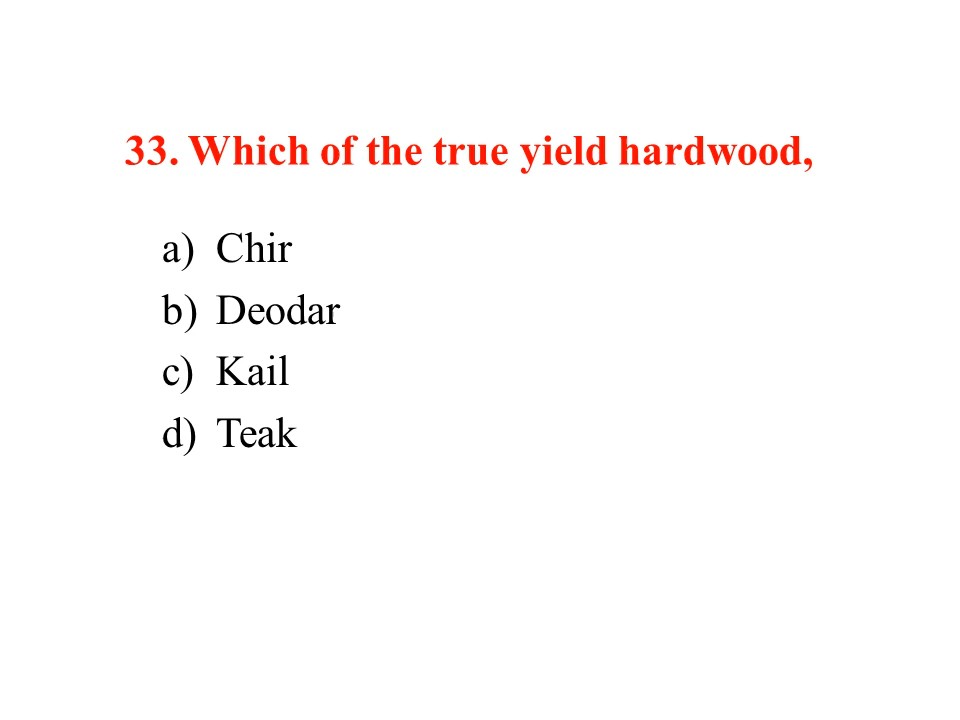 33. Which of the true yield hardwood,
a) Chir
b) Deodar
c) Kail
d) Teak